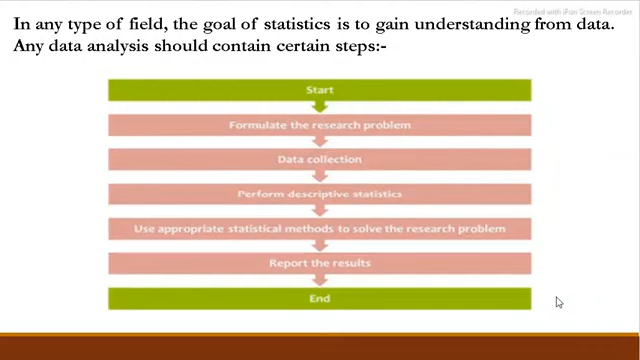 Recorded with iFun Screen Recorder
In any type of field, the goal of statistics is to gain understanding from data.
Any data analysis should contain certain steps:-
Start
Formulate the research problem
Data collection
Perform descriptive statistics
Use appropriate statistical methods to solve the research problem
Report the results
End